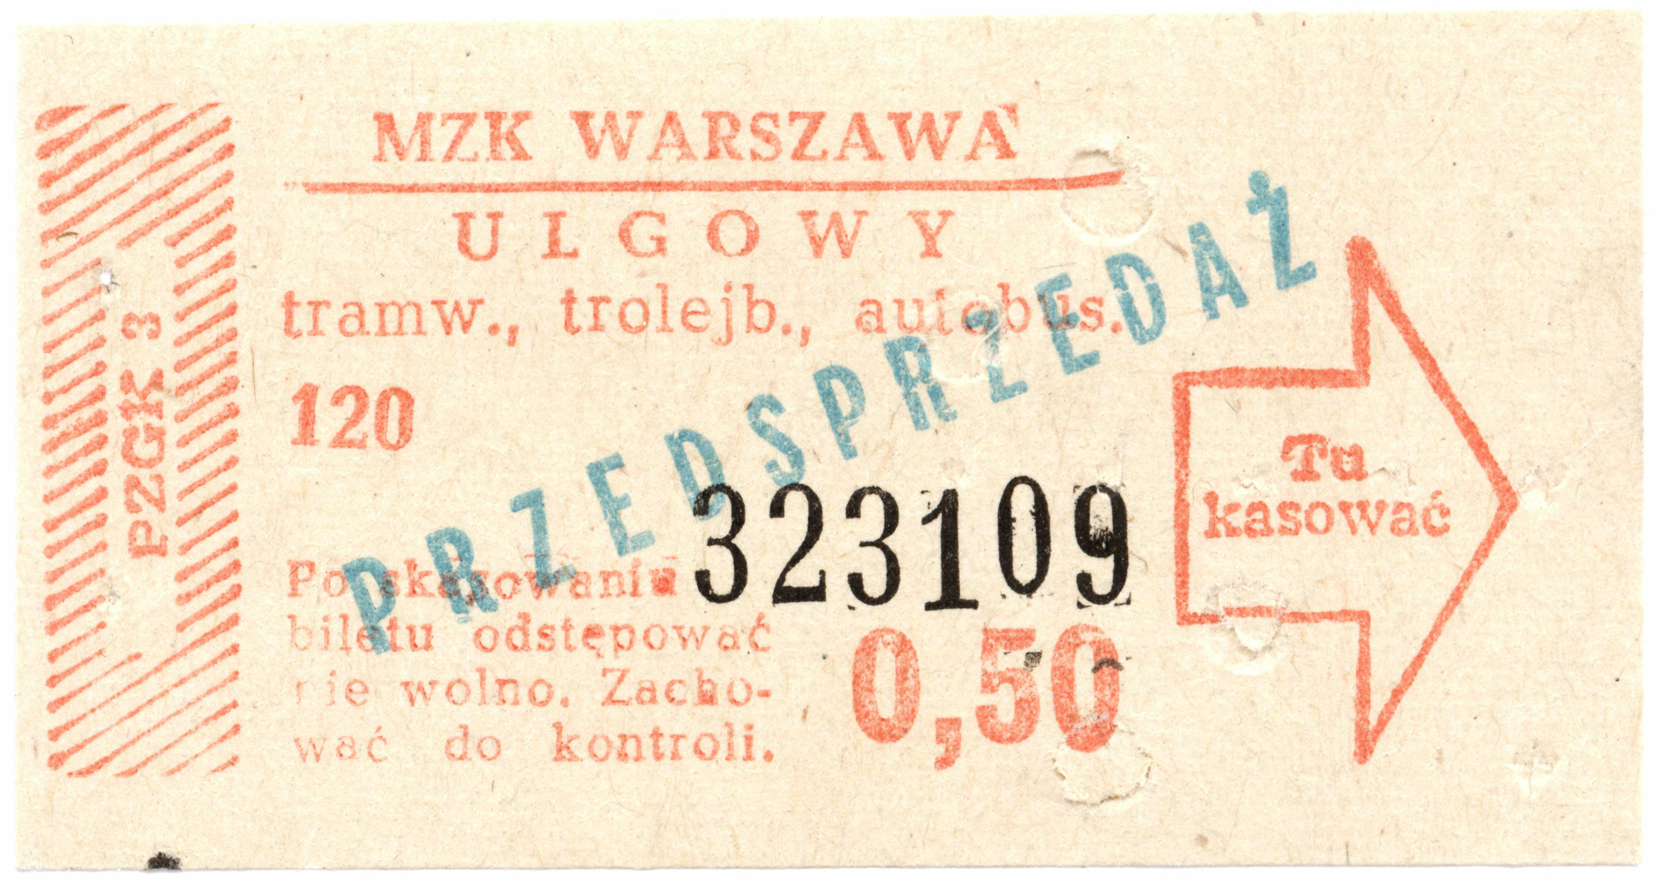 MZK WARSZAWA
ULGOWY
tramw., trolejb., autobus.
120
PRZEDSPRZEDAŻ
323109
Po skasowaniu
biletu odstępować
nie wolno. Zacho-
wać do kontroli.
0,50
Tu
kasować
PZGK 3